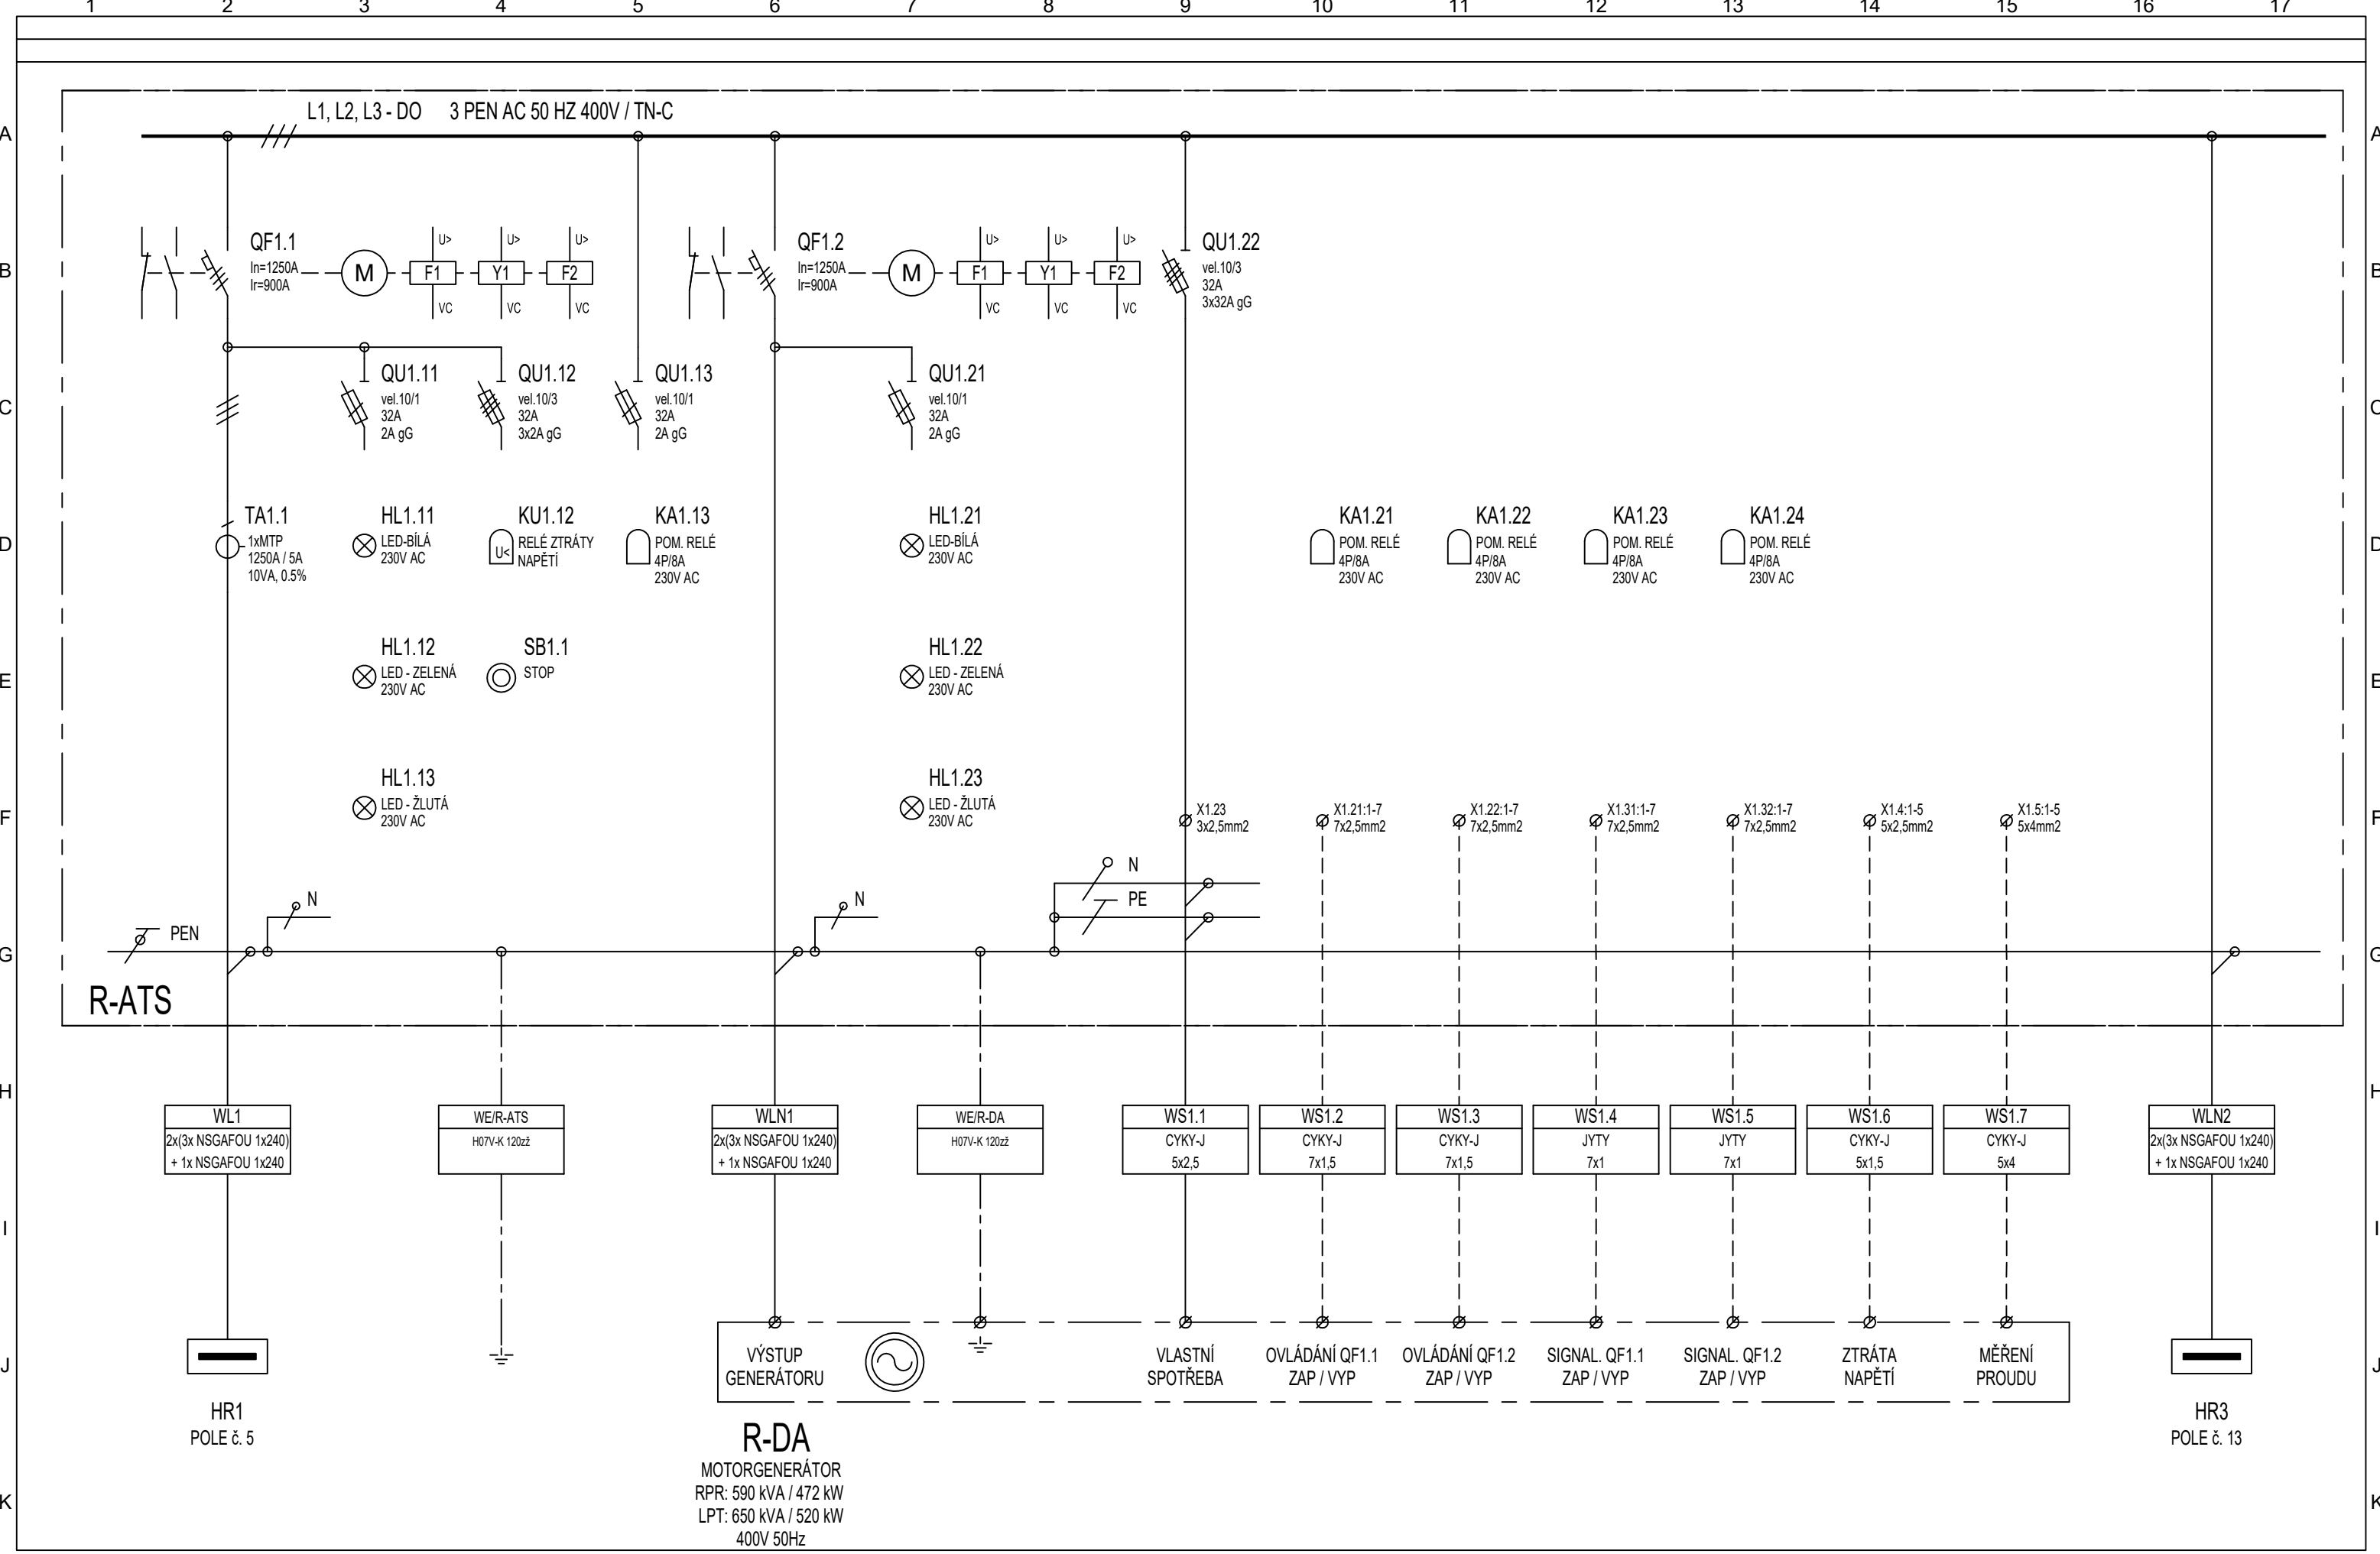 1 2 3 4 5 6 7 8 9 10 11 12 13 14 15 16 17
L1, L2, L3 - DO 3 PEN AC 50 HZ 400V / TN-C
A A
QF1.1
In=1250A
Ir=900A
M
U> U> U>
F1 Y1 F2
VC VC VC
QF1.2
In=1250A
Ir=900A
M
U> U> U>
F1 Y1 F2
VC VC VC
QU1.22
vel.10/3
32A
3x32A gG
B B
QU1.11
vel.10/1
32A
2A gG
QU1.12
vel.10/3
32A
3x2A gG
QU1.13
vel.10/1
32A
2A gG
QU1.21
vel.10/1
32A
2A gG
C C
TA1.1
1xMTP
1250A / 5A
10VA, 0.5%
HL1.11
LED-BÍLÁ
230V AC
KU1.12
U<
RELÉ ZTRÁTY
NAPĚTÍ
KA1.13
POM. RELÉ
4P/8A
230V AC
HL1.21
LED-BÍLÁ
230V AC
KA1.21
POM. RELÉ
4P/8A
230V AC
KA1.22
POM. RELÉ
4P/8A
230V AC
KA1.23
POM. RELÉ
4P/8A
230V AC
KA1.24
POM. RELÉ
4P/8A
230V AC
D D
HL1.12
LED - ZELENÁ
230V AC
SB1.1
STOP
HL1.22
LED - ZELENÁ
230V AC
E E
HL1.13
LED - ŽLUTÁ
230V AC
HL1.23
LED - ŽLUTÁ
230V AC
X1.23
3x2,5mm2
X1.21:1-7
7x2,5mm2
X1.22:1-7
7x2,5mm2
X1.31:1-7
7x2,5mm2
X1.32:1-7
7x2,5mm2
X1.4:1-5
5x2,5mm2
X1.5:1-5
5x4mm2
F F
N
PE
N
N
PEN
G G
R-ATS
H H
WL1
2x(3x NSGAFOU 1x240)
+ 1x NSGAFOU 1x240
WE/R-ATS
H07V-K 120zž
WLN1
2x(3x NSGAFOU 1x240)
+ 1x NSGAFOU 1x240
WE/R-DA
H07V-K 120zž
WS1.1
CYKY-J
5x2,5
WS1.2
CYKY-J
7x1,5
WS1.3
CYKY-J
7x1,5
WS1.4
JYTY
7x1
WS1.5
JYTY
7x1
WS1.6
CYKY-J
5x1,5
WS1.7
CYKY-J
5x4
WLN2
2x(3x NSGAFOU 1x240)
+ 1x NSGAFOU 1x240
I I
VÝSTUP
GENERÁTORU
VLASTNÍ
SPOTŘEBA
OVLÁDÁNÍ QF1.1
ZAP / VYP
OVLÁDÁNÍ QF1.2
ZAP / VYP
SIGNAL. QF1.1
ZAP / VYP
SIGNAL. QF1.2
ZAP / VYP
ZTRÁTA
NAPĚTÍ
MĚŘENÍ
PROUDU
J J
HR1
POLE č. 5
HR3
POLE č. 13
R-DA
MOTORGENERÁTOR
RPR: 590 kVA / 472 kW
LPT: 650 kVA / 520 kW
400V 50Hz
K K